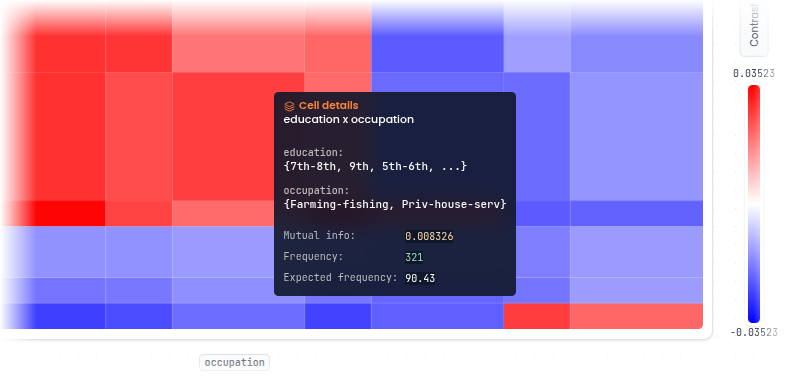 Contrast
0.03523
Cell details
education x occupation
education:
{7th-8th, 9th, 5th-6th, ...}
occupation:
{Farming-fishing, Priv-house-serv}
Mutual info: 0.008326
Frequency: 321
Expected frequency: 90.43
-0.03523
occupation